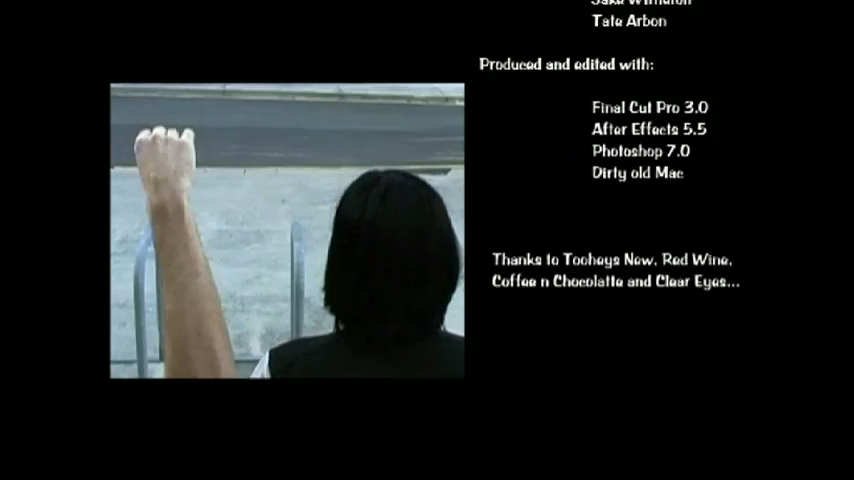 Tate Arbon
Produced and edited with:
Final Cut Pro 3.0
After Effects 5.5
Photoshop 7.0
Dirty old Mac
Thanks to Tooheys New, Red Wine,
Coffee n Chocolatte and Clear Eyes...